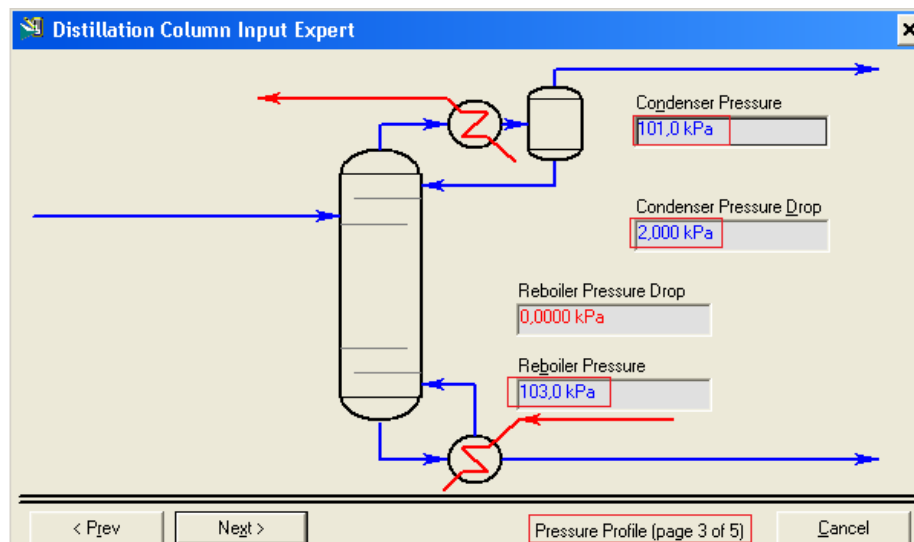 Distillation Column Input Expert
Condenser Pressure
101,0 kPa
Condenser Pressure Drop
2,000 kPa
Reboiler Pressure Drop
0,0000 kPa
Reboiler Pressure
103,0 kPa
< Prev
Next >
Pressure Profile (page 3 of 5)
Cancel